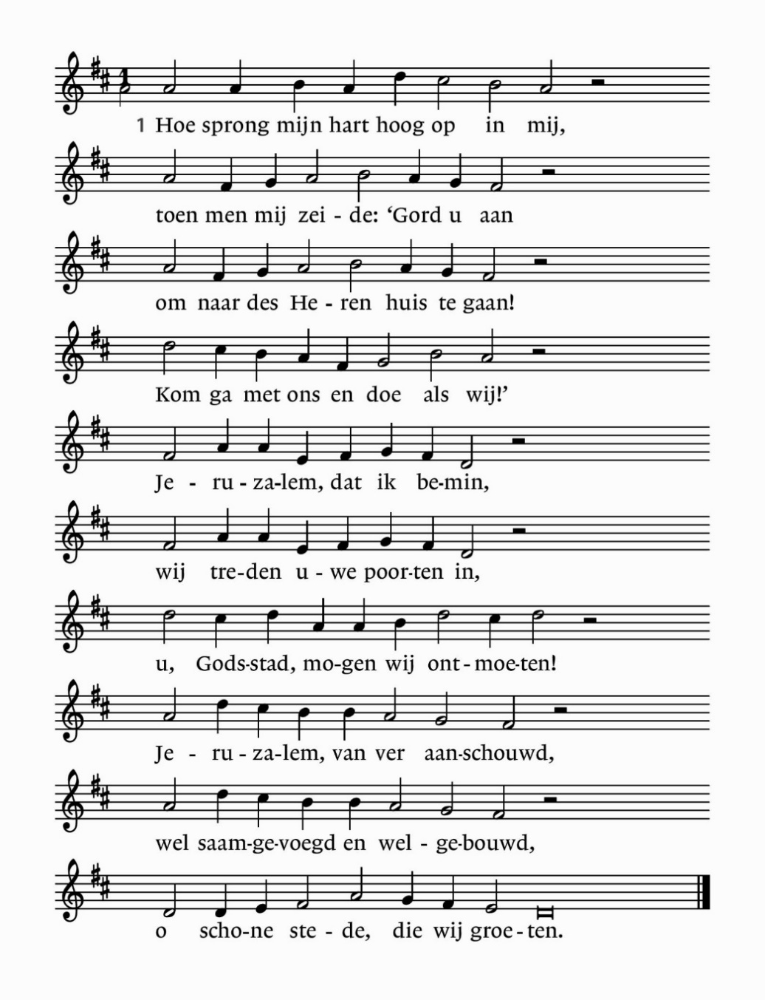 1
1 Hoe sprong mijn hart hoog op in mij,
toen men mij zei - de: ‘Gord u aan
om naar des He - ren huis te gaan!
Kom ga met ons en doe als wij!’
Je - ru - za-lem, dat ik be-min,
wij tre-den u - we poor-ten in,
u, Gods-stad, mo-gen wij ont - moe-ten!
Je - ru - za-lem, van ver aan-schouwd,
wel saam-ge-voegd en wel - ge-bouwd,
o scho-ne ste - de, die wij groe - ten.